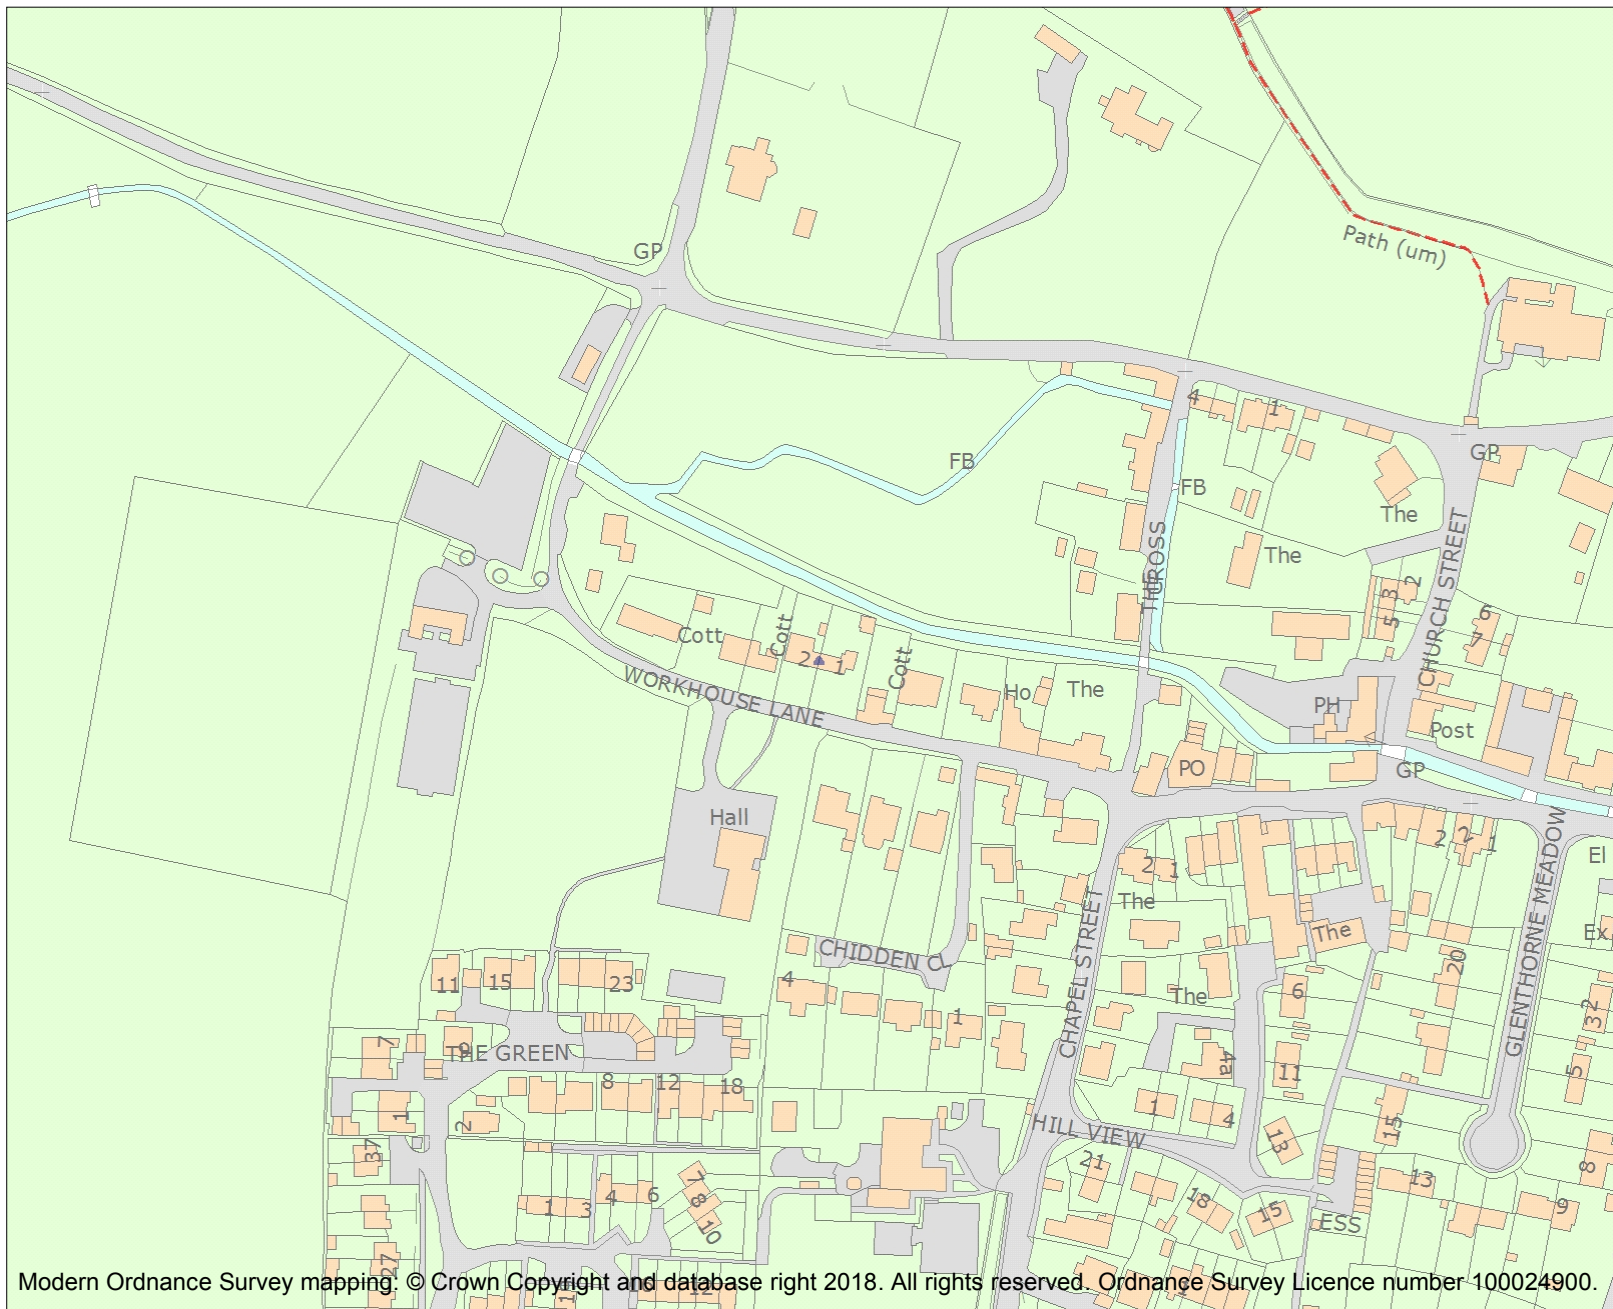 GP
Path (um)
4
1
GP
FB
FB
The
The
THE CROSS
CHURCH STREET
2
3
5
6
7
Cott
Cott
2
1
Cott
WORKHOUSE LANE
Ho
The
PH
Post
PO
GP
Hall
2
2
1
El
2
1
The
The
Ex
CHAPEL STREET
GLENTHORNE MEADOW
CHIDDEN CL
4
1
20
11
15
23
The
6
32
7
9
THE GREEN
8
12
18
4a
11
5
1
2
1
4
15
HILL VIEW
13
37
21
13
8
7
8
10
1
3
4
6
18
15
9
ESS
27
16
12
1
Modern Ordnance Survey mapping: © Crown Copyright and database right 2018. All rights reserved. Ordnance Survey Licence number 100024900.